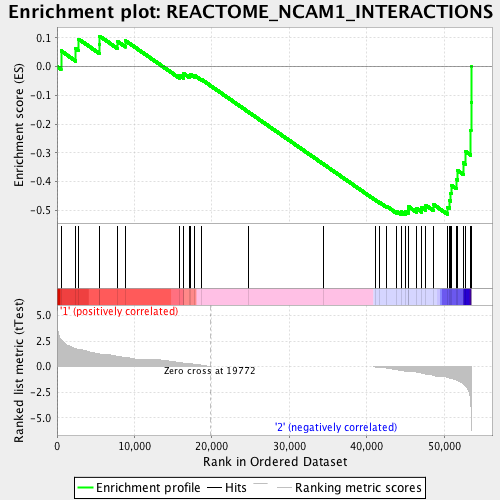 Enrichment plot: REACTOME_NCAM1_INTERACTIONS
Enrichment score (ES)
0.1
0.0
-0.1
-0.2
-0.3
-0.4
-0.5
'1' (positively correlated)
Ranked list metric (tTest)
5.0
2.5
0.0
-2.5
-5.0
Zero cross at 19772
'2' (negatively correlated)
0
10,000
20,000
30,000
40,000
50,000
Rank in Ordered Dataset
Enrichment profile
Hits
Ranking metric scores